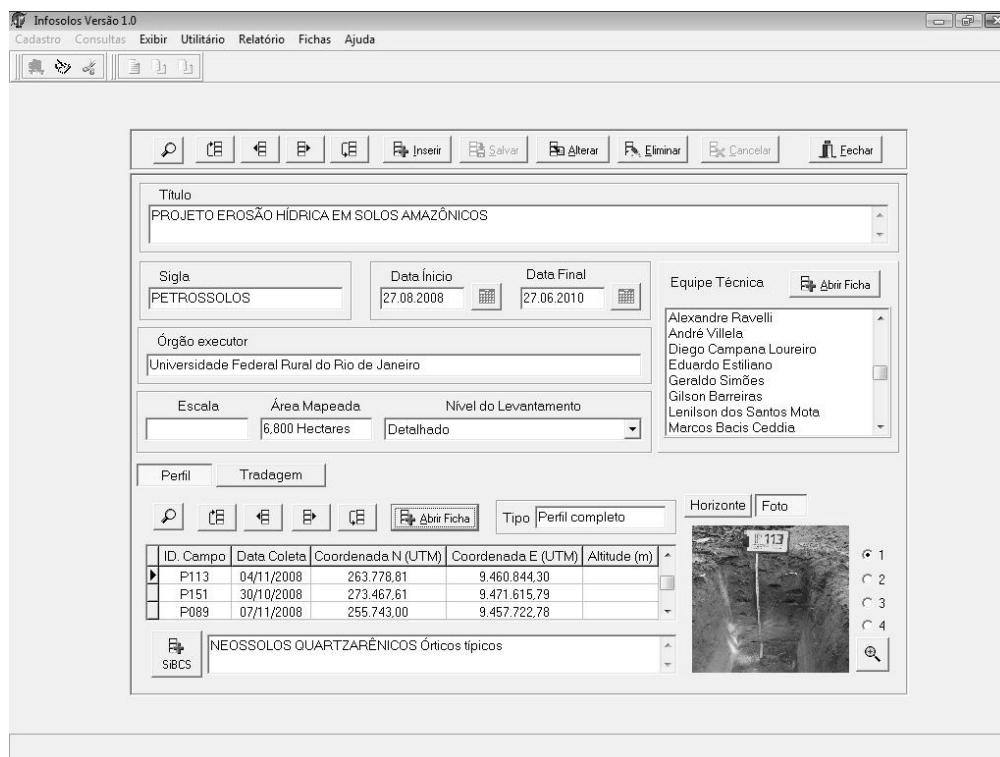 Infosolos Versão 1.0
Cadastro Consultas Exibir Utilitário Relatório Fichas Ajuda
Inserir Salvar Alterar Eliminar Cancelar Fechar
Título
PROJETO EROSÃO HÍDRICA EM SOLOS AMAZÔNICOS
Sigla
PETROSSOLOS
Data Ínicio Data Final
27.08.2008 27.06.2010
Equipe Técnica Abrir Ficha
Alexandre Ravelli
André Villela
Diego Campana Loureiro
Eduardo Estiliano
Geraldo Simões
Gilson Barreiras
Lenilson dos Santos Mota
Marcos Bacis Ceddia
Órgão executor
Universidade Federal Rural do Rio de Janeiro
Escala Área Mapeada Nível do Levantamento
6,800 Hectares Detalhado
Perfil Tradagem
Abrir Ficha Tipo Perfil completo
Horizonte Foto
ID. Campo Data Coleta Coordenada N (UTM) Coordenada E (UTM) Altitude (m)
P113 04/11/2008 263.778,81 9.460.844,30
P151 30/10/2008 273.467,61 9.471.615,79
P089 07/11/2008 255.743,00 9.457.722,78
P113
1
2
3
4
SiBCS
NEOSSOLOS QUARTZARÊNICOS Órticos típicos